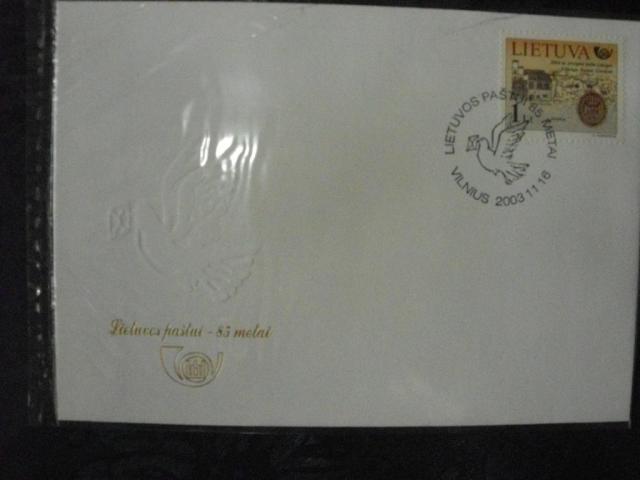 LIETUVA
1
LIETUVOS PAŠTUI 85 METAI
VILNIUS 2003 11 16
Lietuvos paštui - 85 metai